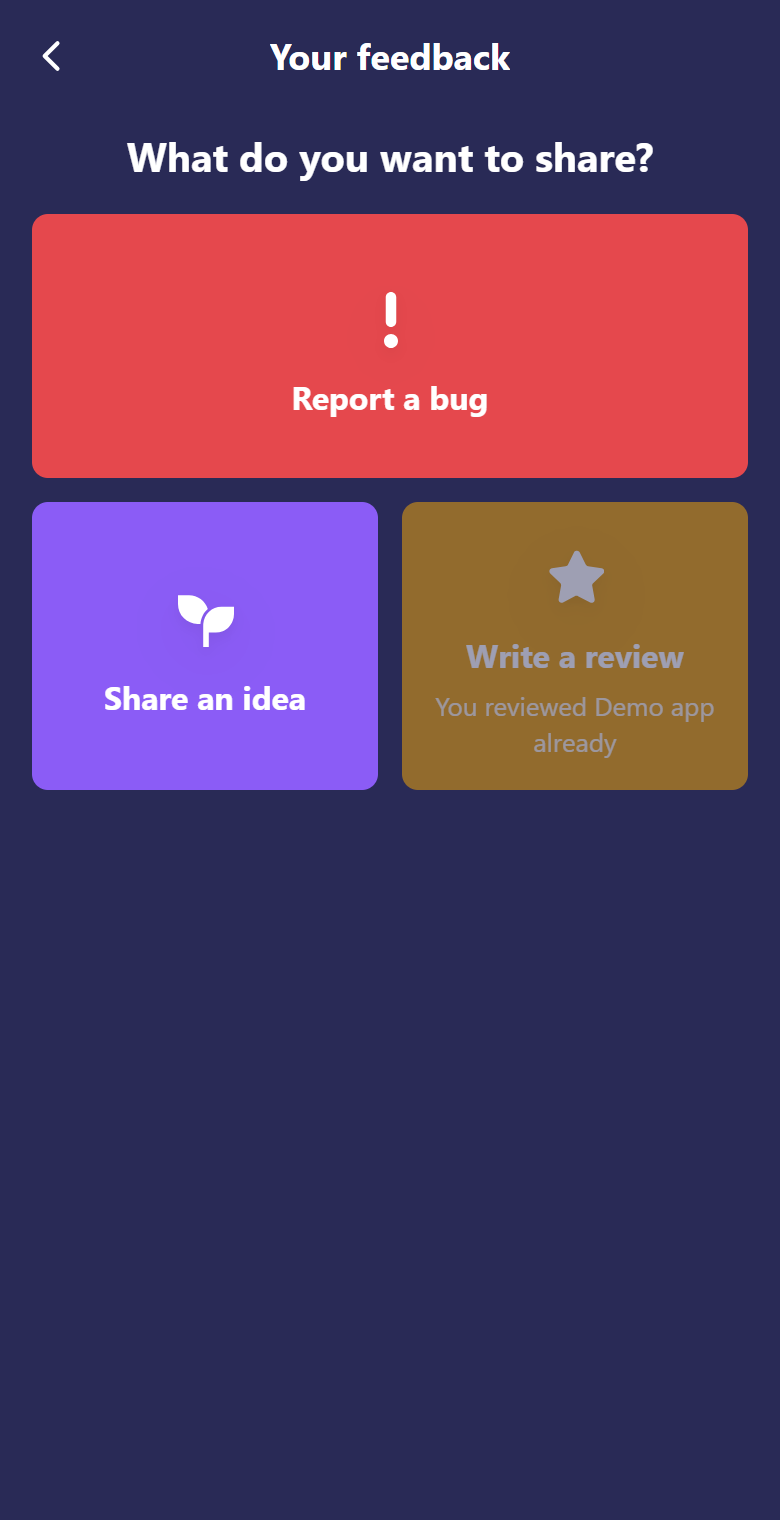 Your feedback
What do you want to share?
Report a bug
Share an idea
Write a review
You reviewed Demo app
already